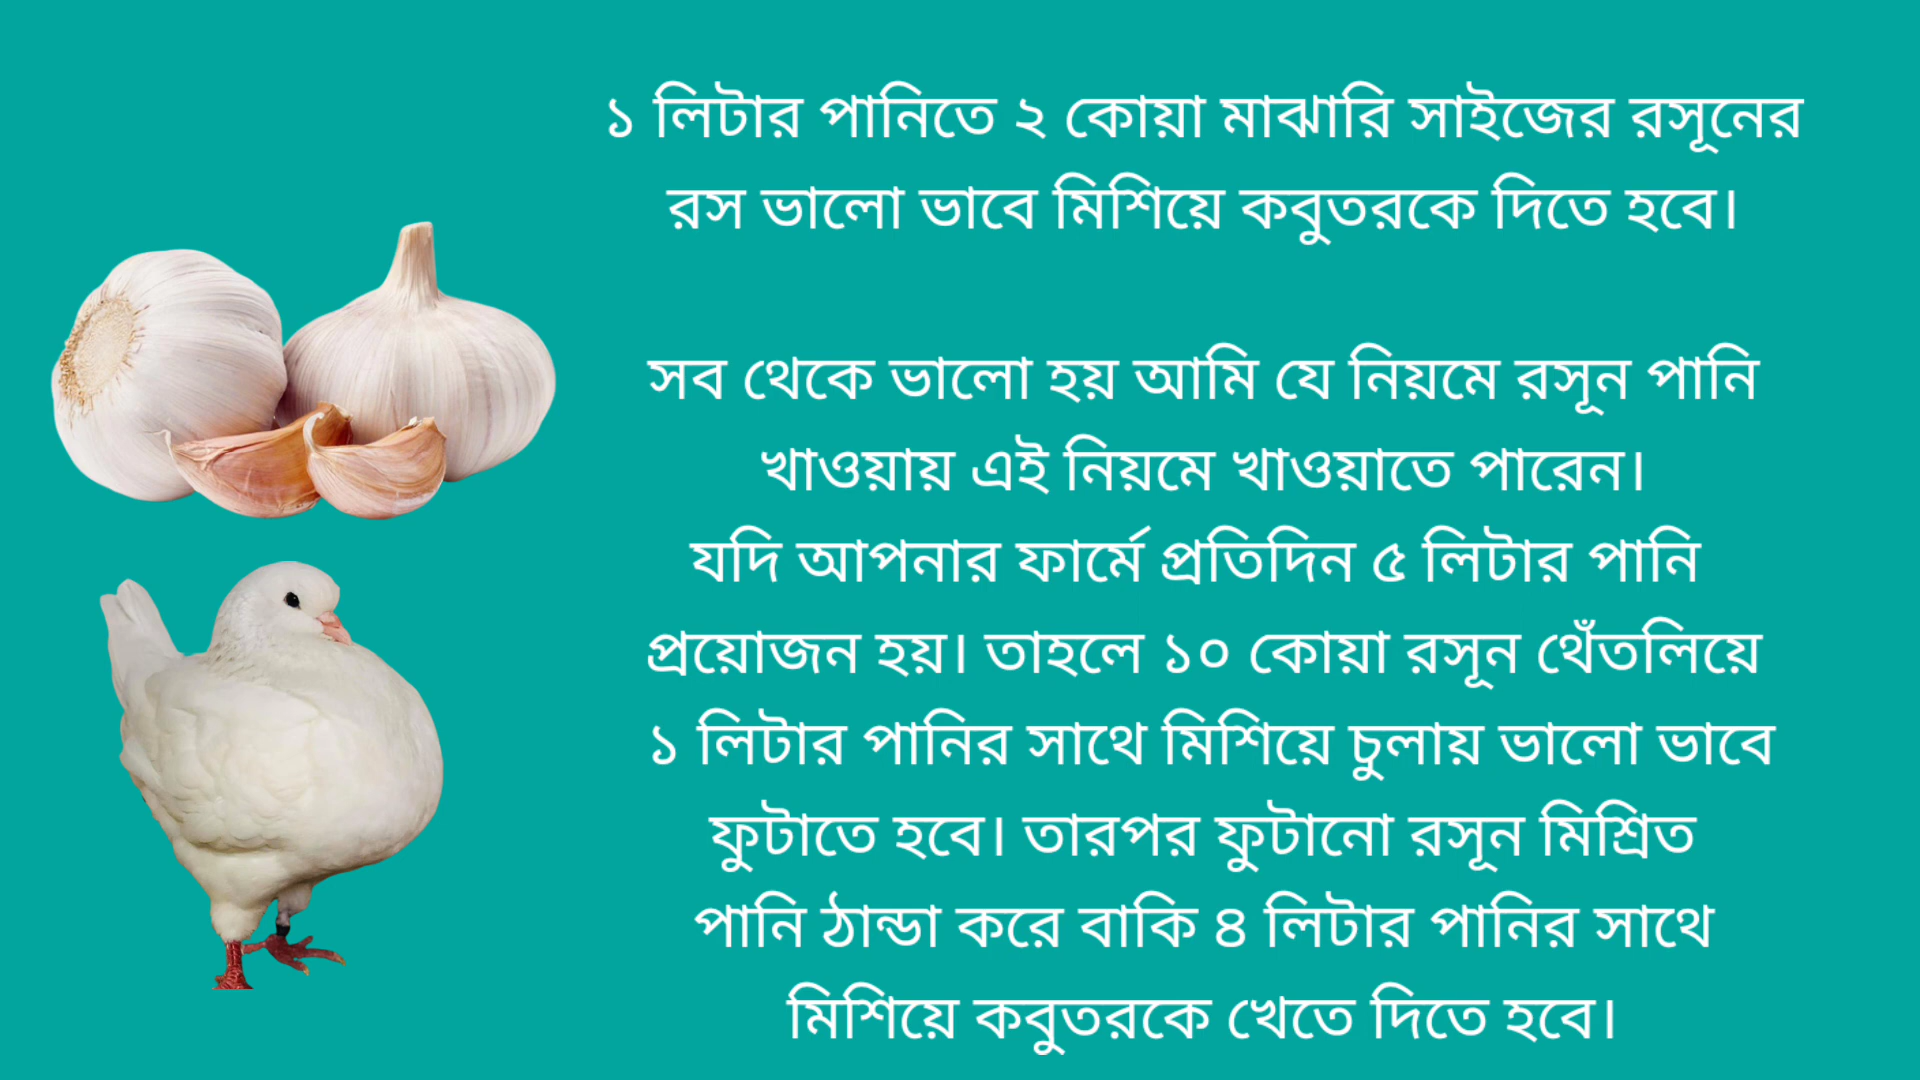 ১ লিটার পানিতে ২ কোয়া মাঝারি সাইজের রসূনের
রস ভালো ভাবে মিশিয়ে কবুতরকে দিতে হবে।
সব থেকে ভালো হয় আমি যে নিয়মে রসূন পানি
খাওয়ায় এই নিয়মে খাওয়াতে পারেন।
যদি আপনার ফার্মে প্রতিদিন ৫ লিটার পানি
প্রয়োজন হয়। তাহলে ১০ কোয়া রসূন থেঁতলিয়ে
১ লিটার পানির সাথে মিশিয়ে চুলায় ভালো ভাবে
ফুটাতে হবে। তারপর ফুটানো রসূন মিশ্রিত
পানি ঠান্ডা করে বাকি ৪ লিটার পানির সাথে
মিশিয়ে কবুতরকে খেতে দিতে হবে।